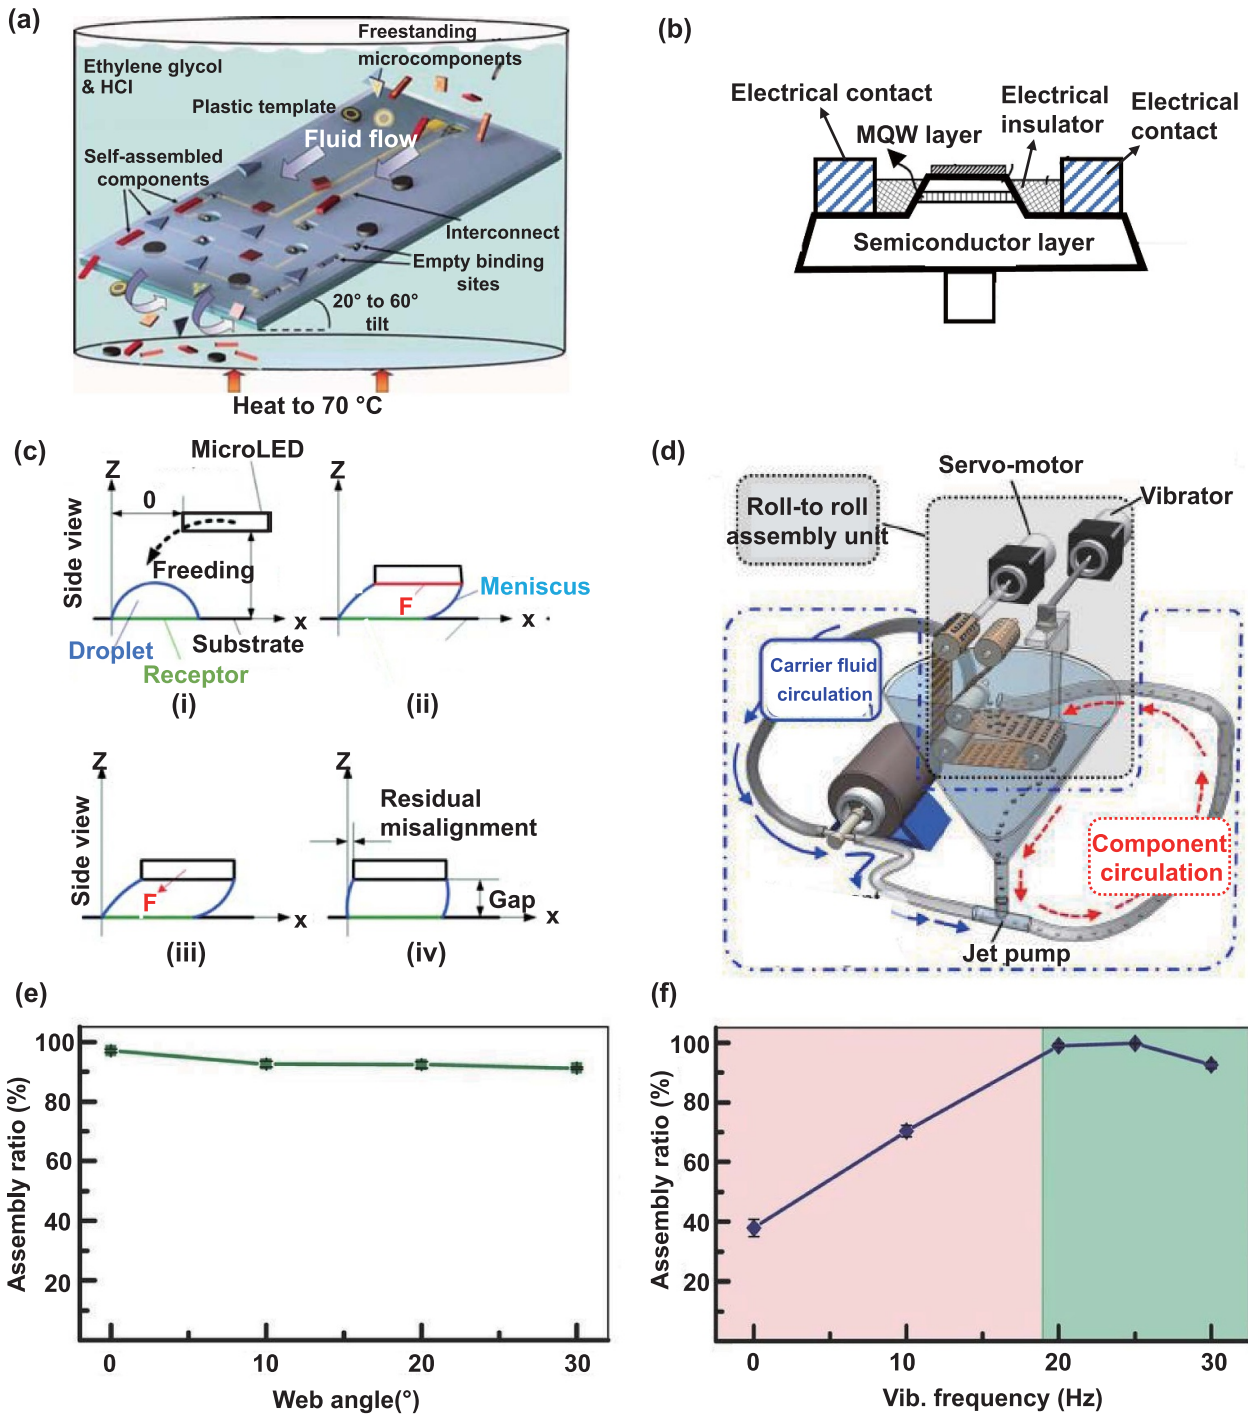 (a)
Freestanding
microcomponents
Ethylene glycol
& HCl
Plastic template
Fluid flow
Self-assembled
components
Interconnect
Empty binding
sites
20° to 60°
tilt
Heat to 70 °C
(b)
Electrical contact
MQW layer
Electrical
insulator
Electrical
contact
Semiconductor layer
(c)
MicroLED
Z
0
Side view
Freeding
x
Droplet
Substrate
Receptor
(i)
Z
F
Meniscus
x
(ii)
Z
Side view
F
x
(iii)
Z
Residual
misalignment
Gap
x
(iv)
(d)
Servo-motor
Vibrator
Roll-to roll
assembly unit
Carrier fluid
circulation
Component
circulation
Jet pump
(e)
Assembly ratio (%)
100
80
60
40
20
0
10
20
30
Web angle(°)
(f)
Assembly ratio (%)
100
80
60
40
20
0
10
20
30
Vib. frequency (Hz)